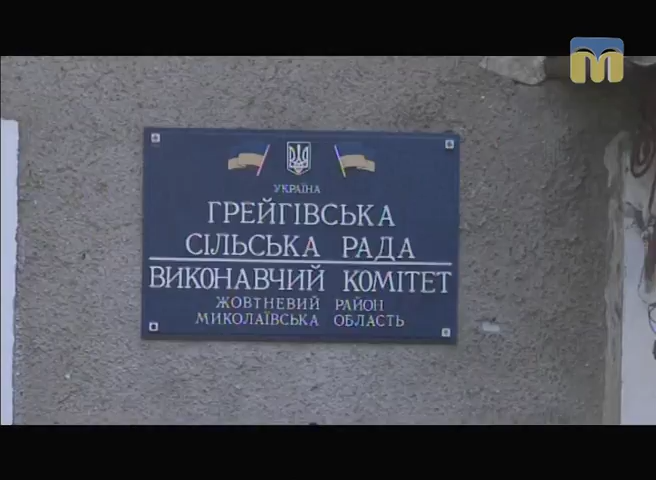 УКРАЇНА
ГРЕЙГІВСЬКА
СІЛЬСЬКА РАДА
ВИКОНАВЧИЙ КОМІТЕТ
ЖОВТНЕВИЙ РАЙОН
МИКОЛАЇВСЬКА ОБЛАСТЬ